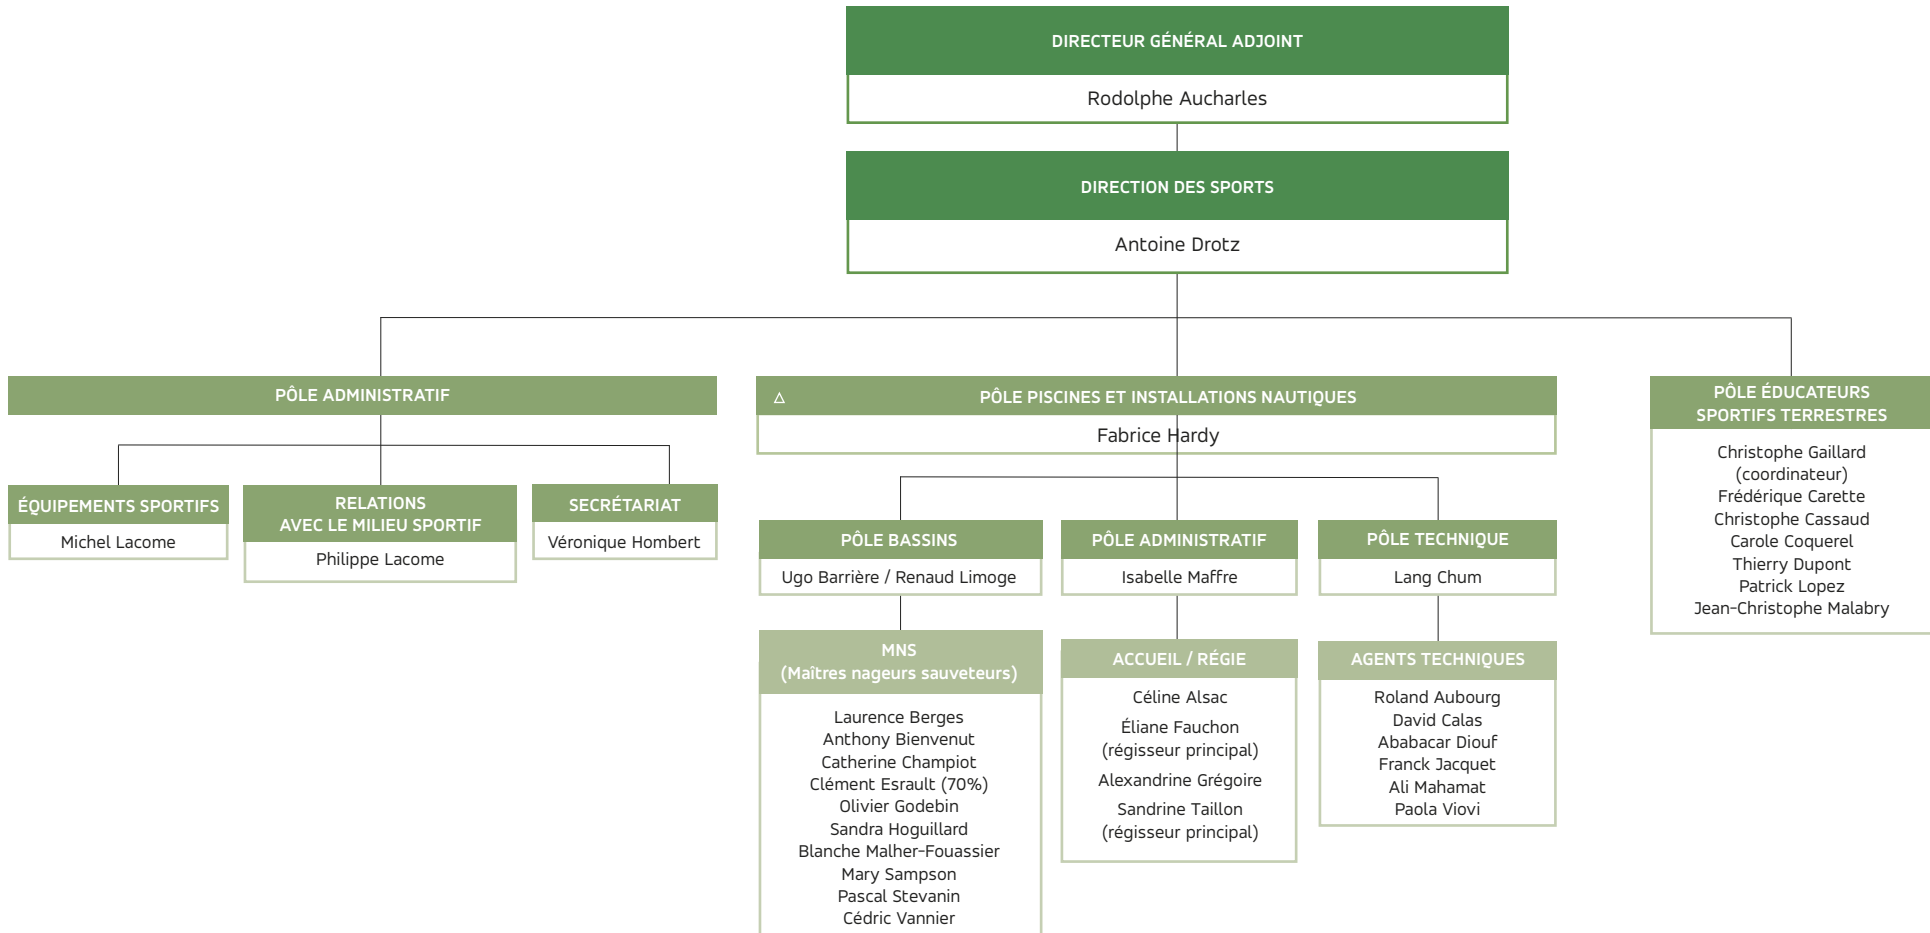 DIRECTEUR GÉNÉRAL ADJOINT
Rodolphe Aucharles
DIRECTION DES SPORTS
Antoine Drotz
PÔLE ADMINISTRATIF
ÉQUIPEMENTS SPORTIFS
Michel Lacome
RELATIONS
AVEC LE MILIEU SPORTIF
Philippe Lacome
SECRÉTARIAT
Véronique Hombert
△ PÔLE PISCINES ET INSTALLATIONS NAUTIQUES
Fabrice Hardy
PÔLE BASSINS
Ugo Barrière / Renaud Limoge
MNS
(Maîtres nageurs sauveteurs)
Laurence Berges
Anthony Bienvenut
Catherine Champiot
Clément Esrault (70%)
Olivier Godebin
Sandra Hoguillard
Blanche Malher-Fouassier
Mary Sampson
Pascal Stevanin
Cédric Vannier
PÔLE ADMINISTRATIF
Isabelle Maffre
ACCUEIL / RÉGIE
Céline Alsac
Éliane Fauchon
(régisseur principal)
Alexandrine Grégoire
Sandrine Taillon
(régisseur principal)
PÔLE TECHNIQUE
Lang Chum
AGENTS TECHNIQUES
Roland Aubourg
David Calas
Ababacar Diouf
Franck Jacquet
Ali Mahamat
Paola Viovi
PÔLE ÉDUCATEURS
SPORTIFS TERRESTRES
Christophe Gaillard
(coordinateur)
Frédérique Carette
Christophe Cassaud
Carole Coquerel
Thierry Dupont
Patrick Lopez
Jean-Christophe Malabry